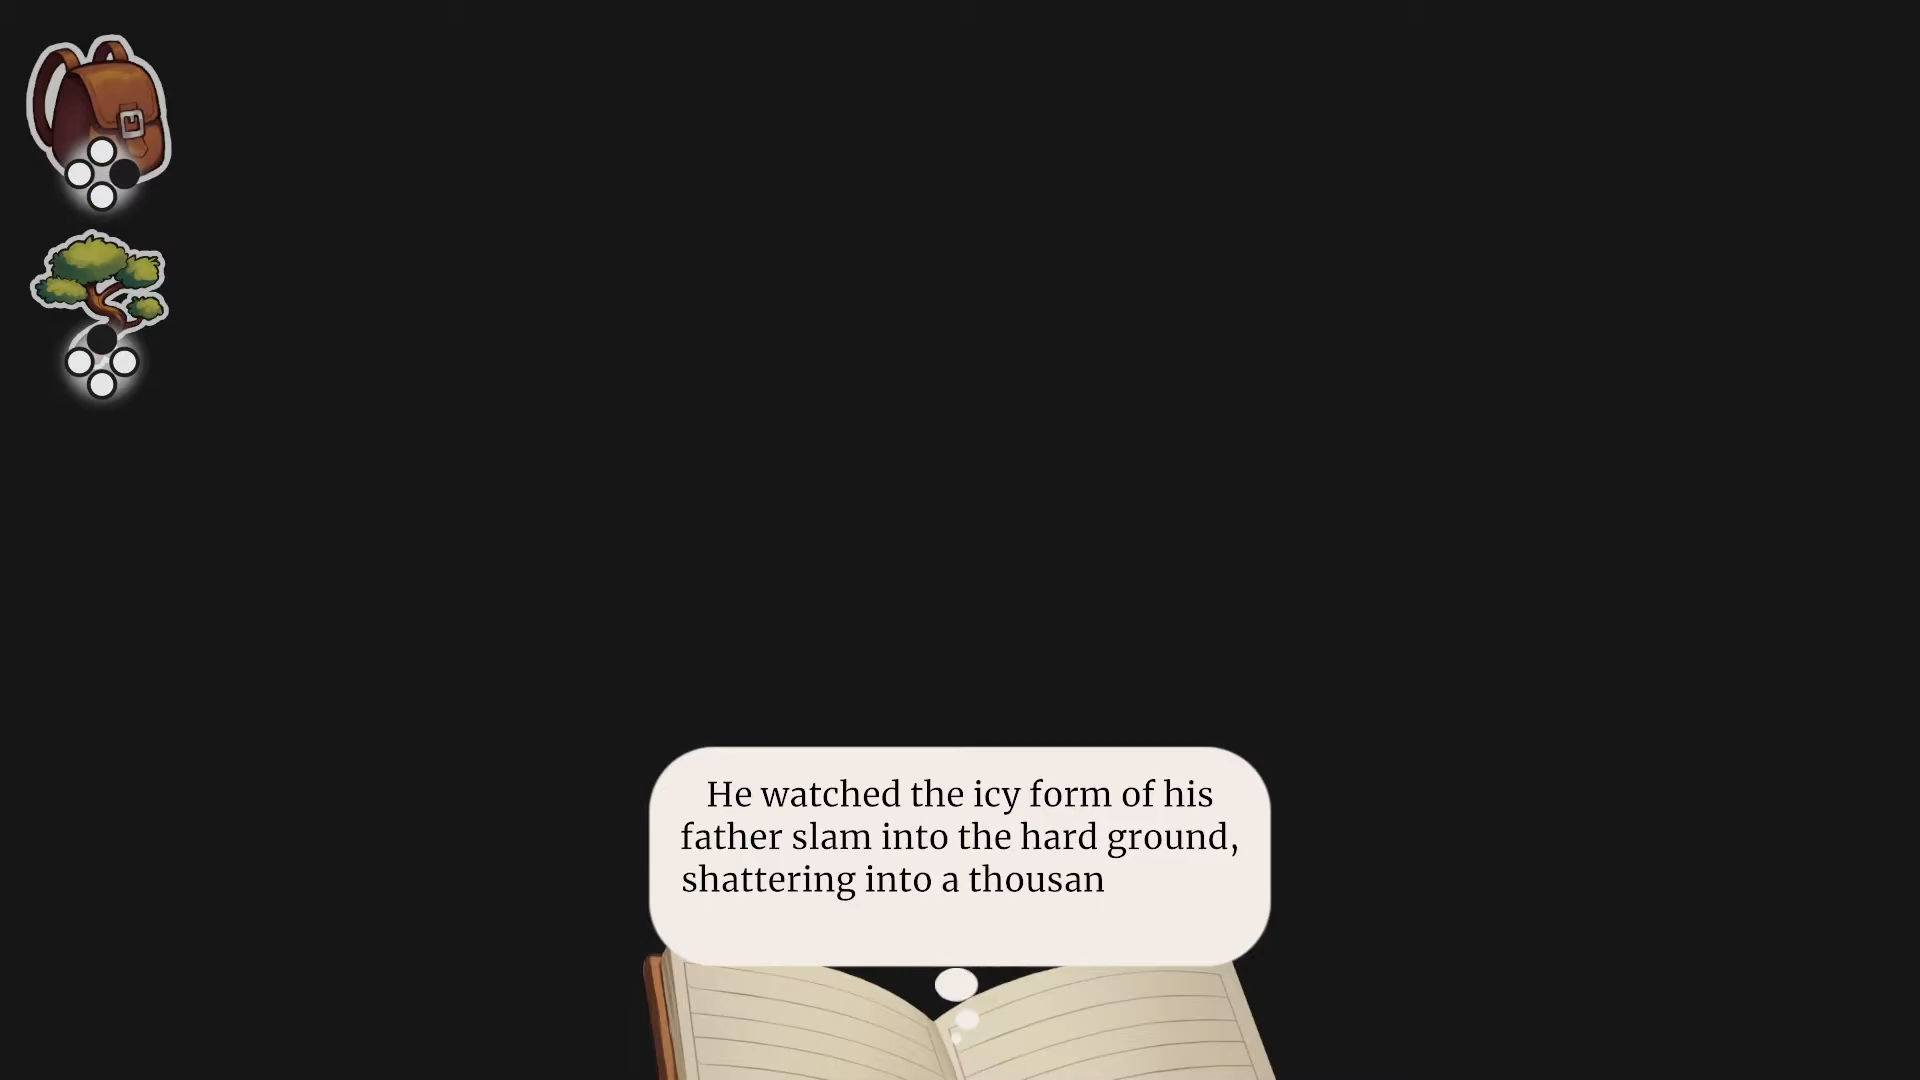 He watched the icy form of his
father slam into the hard ground,
shattering into a thousan